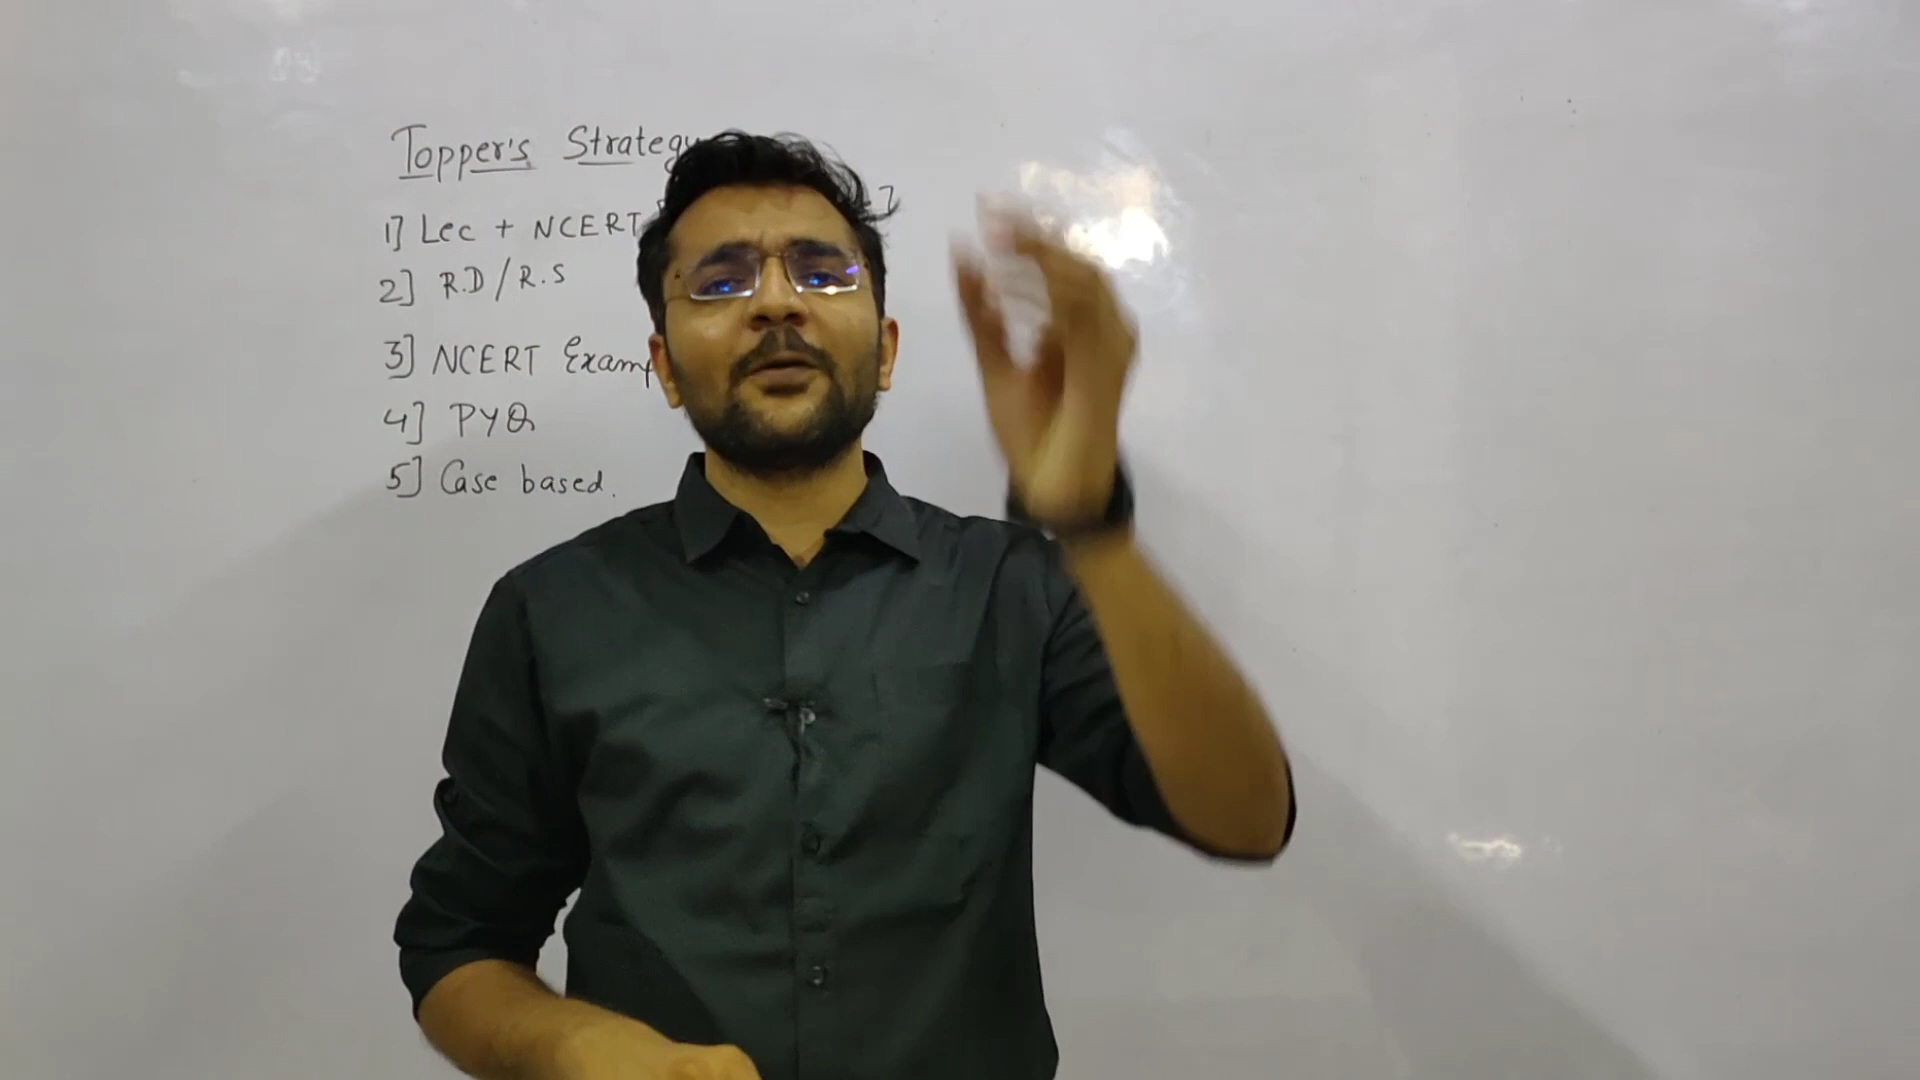 Topper's Strategy
1] Lec + NCERT
2] R.D / R.S
3] NCERT Examp
4] PYQ
5] Case based.